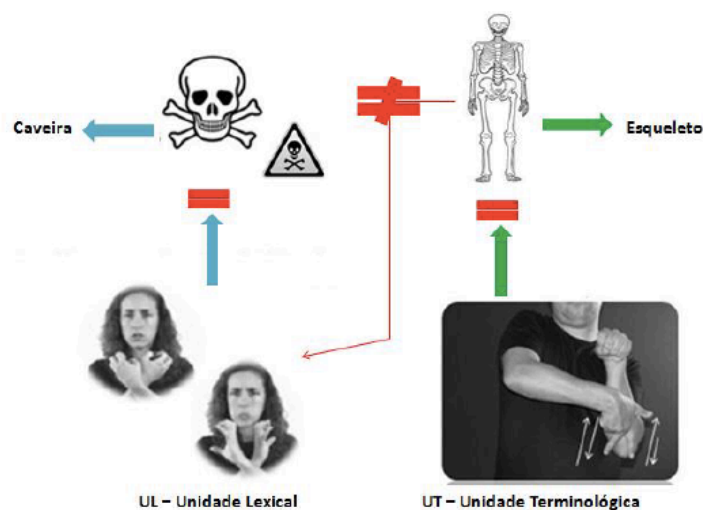 Caveira
Esqueleto
UL – Unidade Lexical
UT – Unidade Terminológica